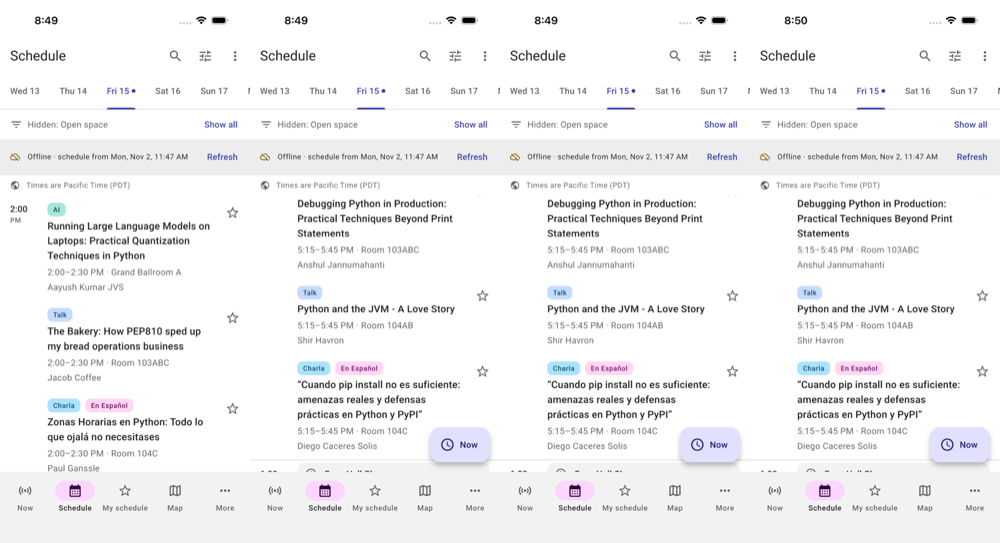 8:49
Schedule
Wed 13 Thu 14 Fri 15 Sat 16 Sun 17
Hidden: Open space Show all
Offline · schedule from Mon, Nov 2, 11:47 AM Refresh
Times are Pacific Time (PDT)
2:00
PM
AI
Running Large Language Models on
Laptops: Practical Quantization
Techniques in Python
2:00–2:30 PM · Grand Ballroom A
Aayush Kumar JVS
Talk
The Bakery: How PEP810 sped up
my bread operations business
2:00–2:30 PM · Room 103ABC
Jacob Coffee
Charla En Español
Zonas Horarias en Python: Todo lo
que ojalá no necesitases
2:00–2:30 PM · Room 104C
Paul Ganssle
Now Schedule My schedule Map More
8:49
Schedule
Wed 13 Thu 14 Fri 15 Sat 16 Sun 17
Hidden: Open space Show all
Offline · schedule from Mon, Nov 2, 11:47 AM Refresh
Times are Pacific Time (PDT)
Debugging Python in Production:
Practical Techniques Beyond Print
Statements
5:15–5:45 PM · Room 103ABC
Anshul Jannumahanti
Talk
Python and the JVM - A Love Story
5:15–5:45 PM · Room 104AB
Shir Havron
Charla En Español
“Cuando pip install no es suficiente:
amenazas reales y defensas
prácticas en Python y PyPI”
5:15–5:45 PM · Room 104C
Diego Caceres Solis
Now
Now Schedule My schedule Map More
8:49
Schedule
Wed 13 Thu 14 Fri 15 Sat 16 Sun 17
Hidden: Open space Show all
Offline · schedule from Mon, Nov 2, 11:47 AM Refresh
Times are Pacific Time (PDT)
Debugging Python in Production:
Practical Techniques Beyond Print
Statements
5:15–5:45 PM · Room 103ABC
Anshul Jannumahanti
Talk
Python and the JVM - A Love Story
5:15–5:45 PM · Room 104AB
Shir Havron
Charla En Español
“Cuando pip install no es suficiente:
amenazas reales y defensas
prácticas en Python y PyPI”
5:15–5:45 PM · Room 104C
Diego Caceres Solis
Now
Now Schedule My schedule Map More
8:50
Schedule
Wed 13 Thu 14 Fri 15 Sat 16 Sun 17
Hidden: Open space Show all
Offline · schedule from Mon, Nov 2, 11:47 AM Refresh
Times are Pacific Time (PDT)
Debugging Python in Production:
Practical Techniques Beyond Print
Statements
5:15–5:45 PM · Room 103ABC
Anshul Jannumahanti
Talk
Python and the JVM - A Love Story
5:15–5:45 PM · Room 104AB
Shir Havron
Charla En Español
“Cuando pip install no es suficiente:
amenazas reales y defensas
prácticas en Python y PyPI”
5:15–5:45 PM · Room 104C
Diego Caceres Solis
Now
Now Schedule My schedule Map More